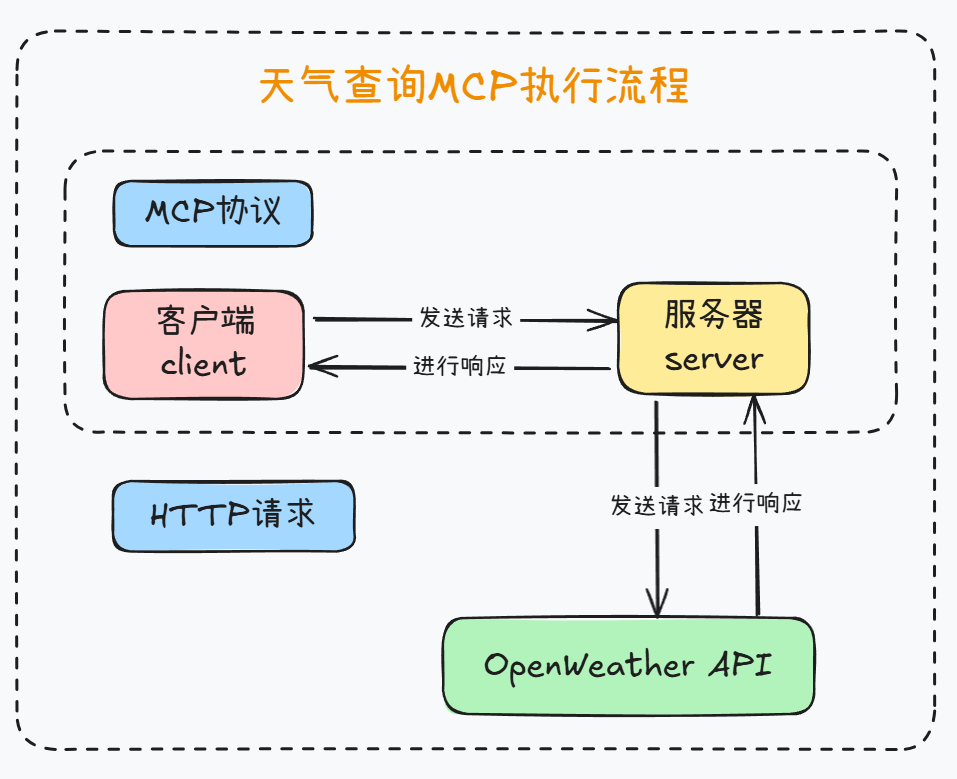 天气查询MCP执行流程
MCP协议
客户端
client
发送请求
进行响应
服务器
server
HTTP请求
发送请求
进行响应
OpenWeather API